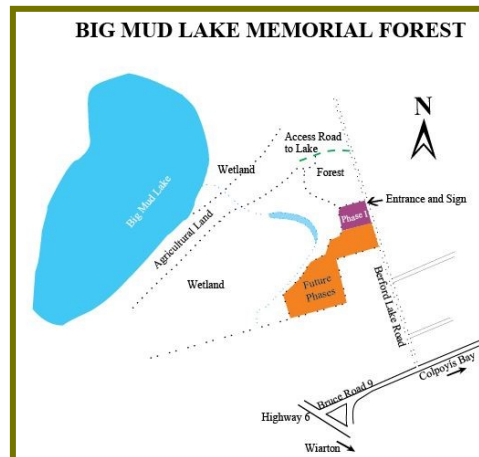 BIG MUD LAKE MEMORIAL FOREST
N
Access Road
to Lake
Wetland
Forest
Big Mud Lake
Entrance and Sign
Phase 1
Agricultural Land
Wetland
Future
Phases
Berford Lake Road
Colpoyis Bay
Bruce Road 9
Highway 6
Wiarton